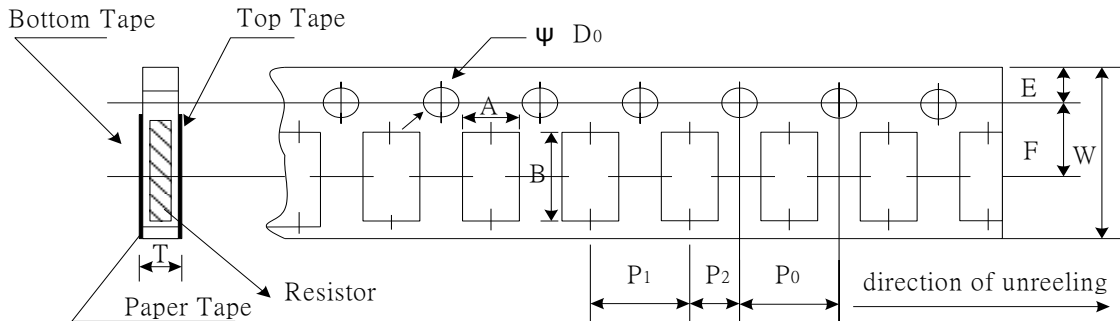 Bottom Tape
Top Tape
ψ D0
E
A
F
W
B
T
P1
P2
P0
Resistor
direction of unreeling
Paper Tape